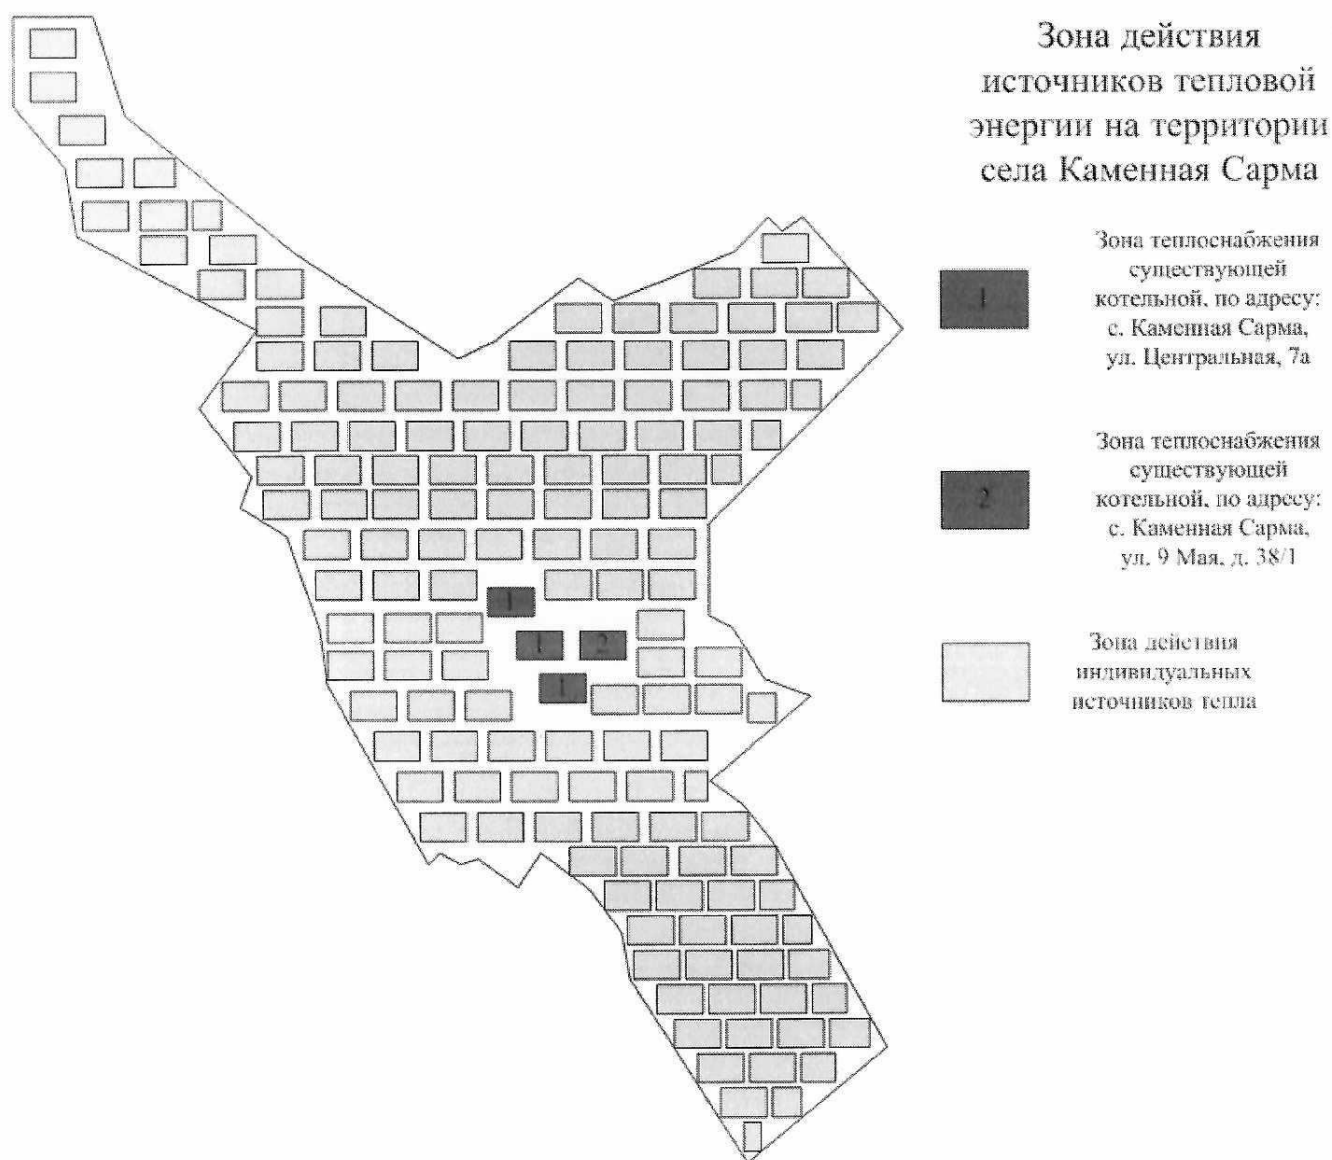 Зона действия
источников тепловой
энергии на территории
села Каменная Сарма
Зона теплоснабжения
существующей
котельной, по адресу:
с. Каменная Сарма,
ул. Центральная, 7а
1
Зона теплоснабжения
существующей
котельной, по адресу:
с. Каменная Сарма,
ул. 9 Мая, д. 38/1
2
Зона действия
индивидуальных
источников тепла
1
1
2
1